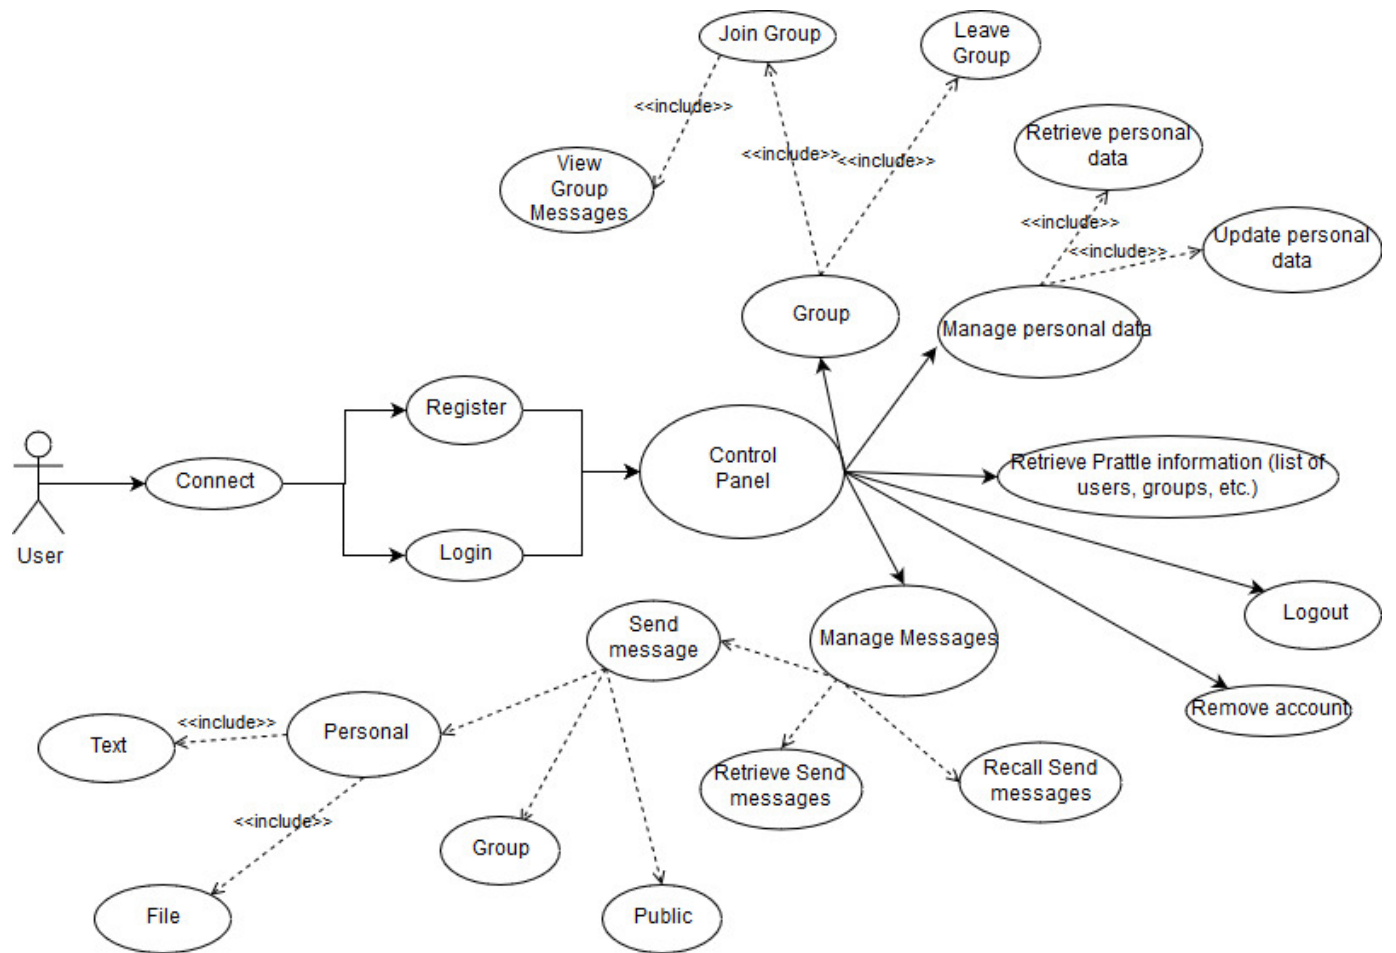 Join Group
Leave
Group
<<include>>
<<include>>
<<include>>
View
Group
Messages
Retrieve personal
data
<<include>>
<<include>>
Update personal
data
Group
Manage personal data
Register
Connect
Login
User
Control
Panel
Retrieve Prattle information (list of
users, groups, etc.)
Logout
Remove account
Manage Messages
Send
message
Personal
<<include>>
Text
<<include>>
File
Group
Public
Retrieve Send
messages
Recall Send
messages